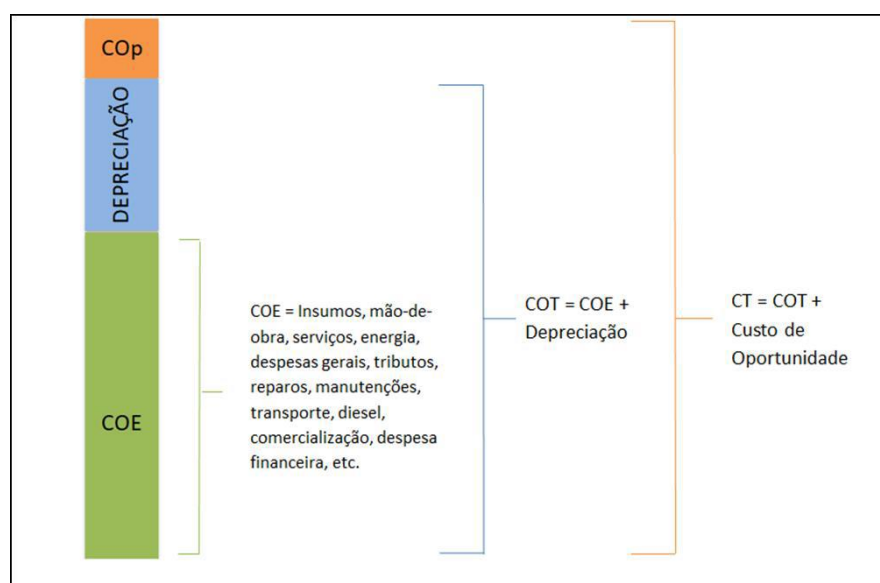 COp
DEPRECIAÇÃO
COE
COE = Insumos, mão-de-
obra, serviços, energia,
despesas gerais, tributos,
reparos, manutenções,
transporte, diesel,
comercialização, despesa
financeira, etc.
COT = COE +
Depreciação
CT = COT +
Custo de
Oportunidade